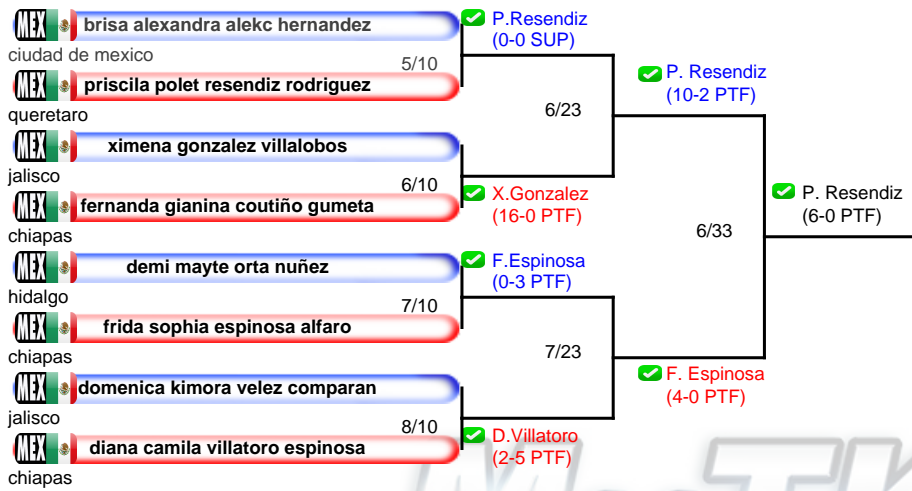 MEX brisa alexandra alekc hernandez
ciudad de mexico
5/10
MEX priscila polet resendiz rodriguez
queretaro
P.Resendiz
(0-0 SUP)
MEX ximena gonzalez villalobos
jalisco
6/10
MEX fernanda gianina coutiño gumeta
chiapas
X.Gonzalez
(16-0 PTF)
6/23
P. Resendiz
(10-2 PTF)
MEX demi mayte orta nuñez
hidalgo
7/10
MEX frida sophia espinosa alfaro
chiapas
F.Espinosa
(0-3 PTF)
MEX domenica kimora velez comparan
jalisco
8/10
MEX diana camila villatoro espinosa
chiapas
D.Villatoro
(2-5 PTF)
7/23
F. Espinosa
(4-0 PTF)
6/33
P. Resendiz
(6-0 PTF)